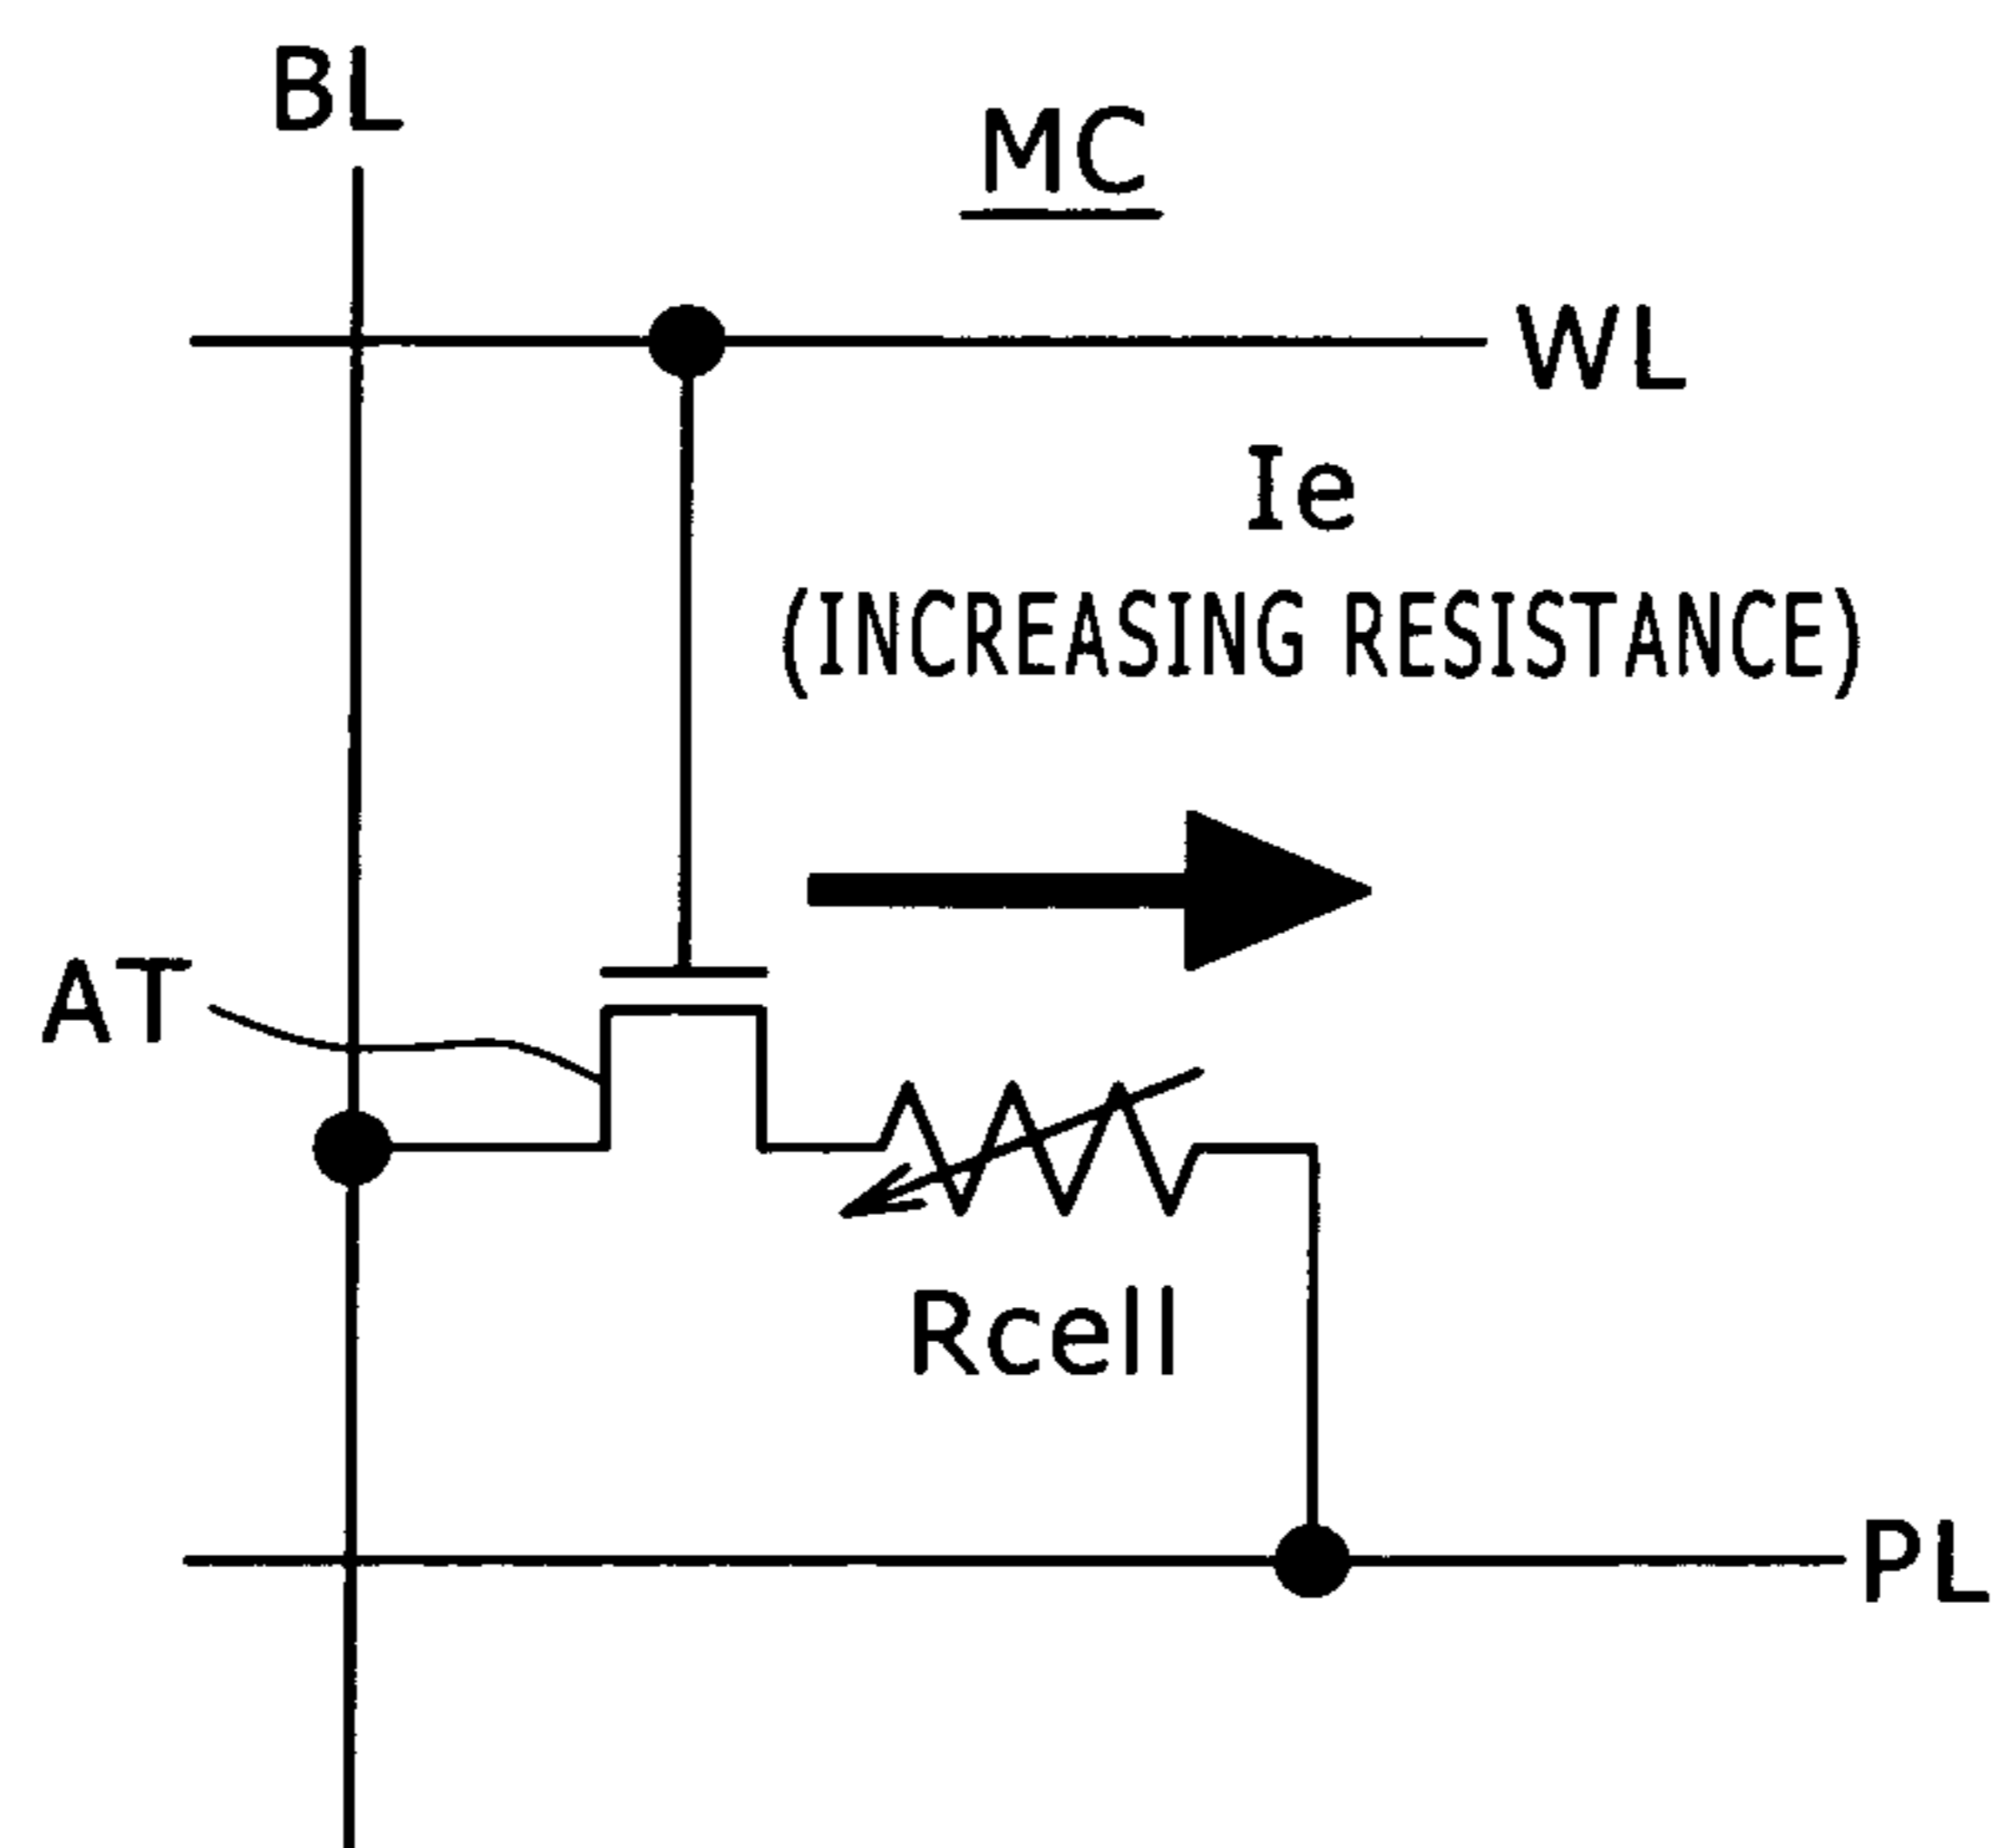 BL
MC
WL
Ie
(INCREASING RESISTANCE)
AT
Rcell
PL